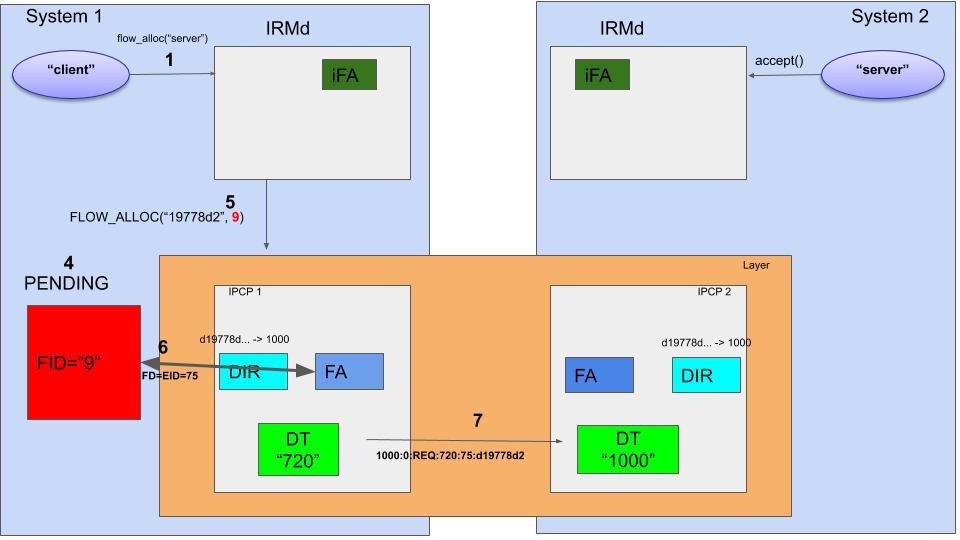 System 1
System 2
IRMd
IRMd
flow_alloc(“server”)
1
“client”
iFA
iFA
accept()
“server”
5
FLOW_ALLOC(“19778d2”, 9)
4
PENDING
Layer
IPCP 1
IPCP 2
6
d19778d... -> 1000
d19778d... -> 1000
FID=”9”
FD=EID=75
DIR
FA
FA
DIR
7
DT
“720”
1000:0:REQ:720:75:d19778d2
DT
“1000”